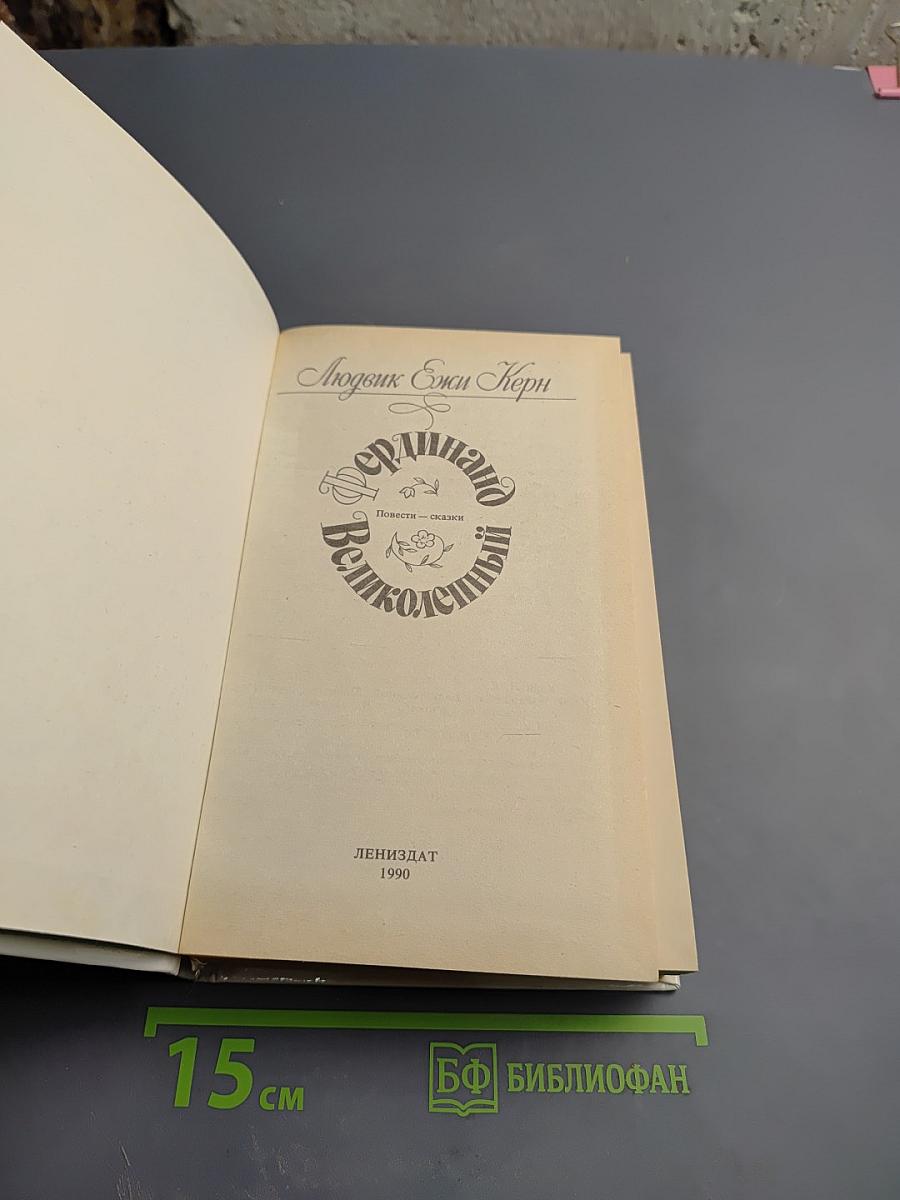 Людвик Ежи Керн
Фердинанд
Повести — сказки
Великолепный
ЛЕНИЗДАТ
1990
15 см
БФ БИБЛИОФАН